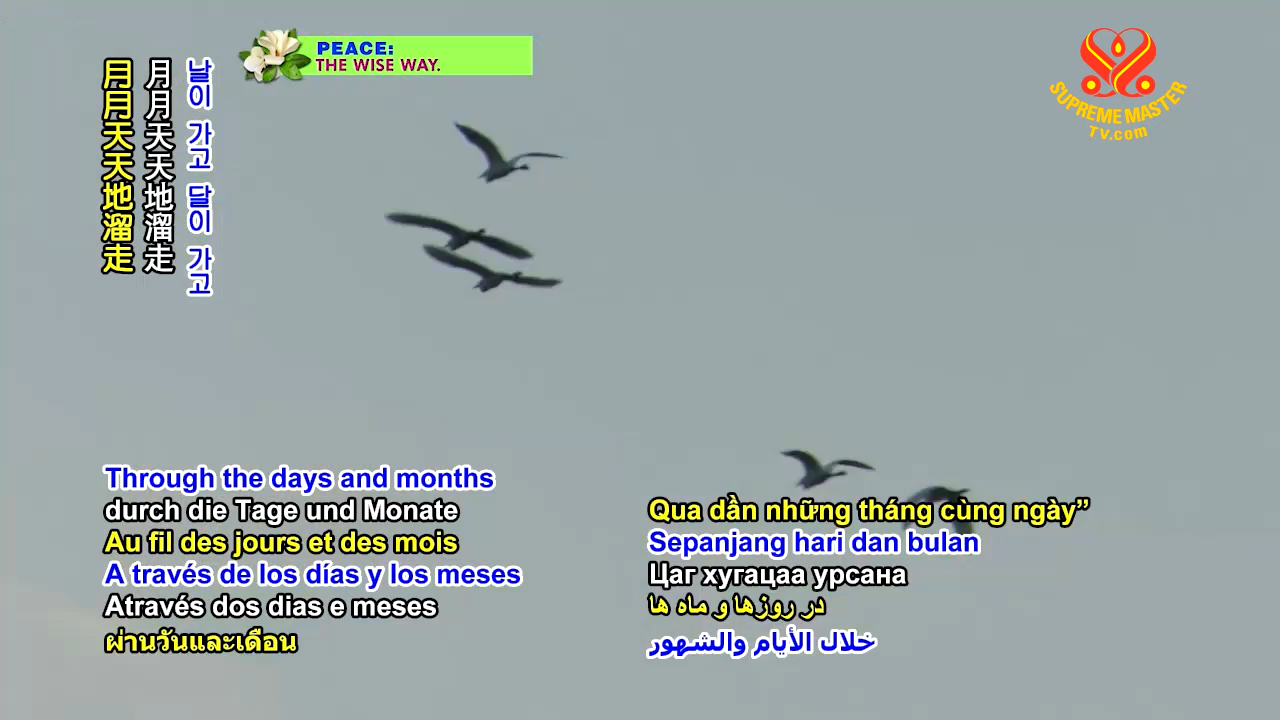 PEACE:
THE WISE WAY.
SUPREME MASTER
TV.com
날이 가고 달이 가고
月月天天地溜走
月月天天地溜走
Through the days and months
durch die Tage und Monate
Au fil des jours et des mois
A través de los días y los meses
Através dos dias e meses
ผ่านวันและเดือน
Qua dần những tháng cùng ngày”
Sepanjang hari dan bulan
Цаг хугацаа урсана
در روزها و ماه ها
خلال الأيام والشهور